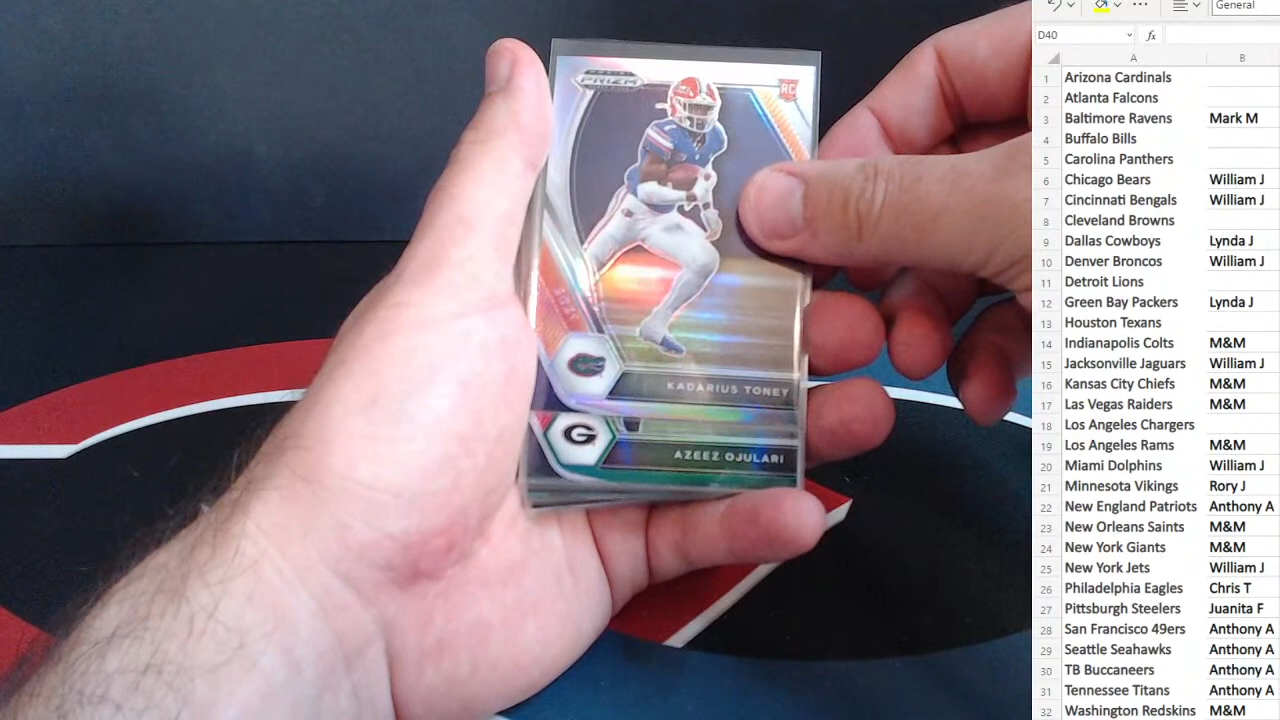 PRIZM
RC
KADARIUS TONEY
G
AZEEZ OJULARI
General
D40
fx
A B
1 Arizona Cardinals
2 Atlanta Falcons
3 Baltimore Ravens Mark M
4 Buffalo Bills
5 Carolina Panthers
6 Chicago Bears William J
7 Cincinnati Bengals William J
8 Cleveland Browns
9 Dallas Cowboys Lynda J
10 Denver Broncos William J
11 Detroit Lions
12 Green Bay Packers Lynda J
13 Houston Texans
14 Indianapolis Colts M&M
15 Jacksonville Jaguars William J
16 Kansas City Chiefs M&M
17 Las Vegas Raiders M&M
18 Los Angeles Chargers
19 Los Angeles Rams M&M
20 Miami Dolphins William J
21 Minnesota Vikings Rory J
22 New England Patriots Anthony A
23 New Orleans Saints M&M
24 New York Giants M&M
25 New York Jets William J
26 Philadelphia Eagles Chris T
27 Pittsburgh Steelers Juanita F
28 San Francisco 49ers Anthony A
29 Seattle Seahawks Anthony A
30 TB Buccaneers Anthony A
31 Tennessee Titans Anthony A
32 Washington Redskins M&M